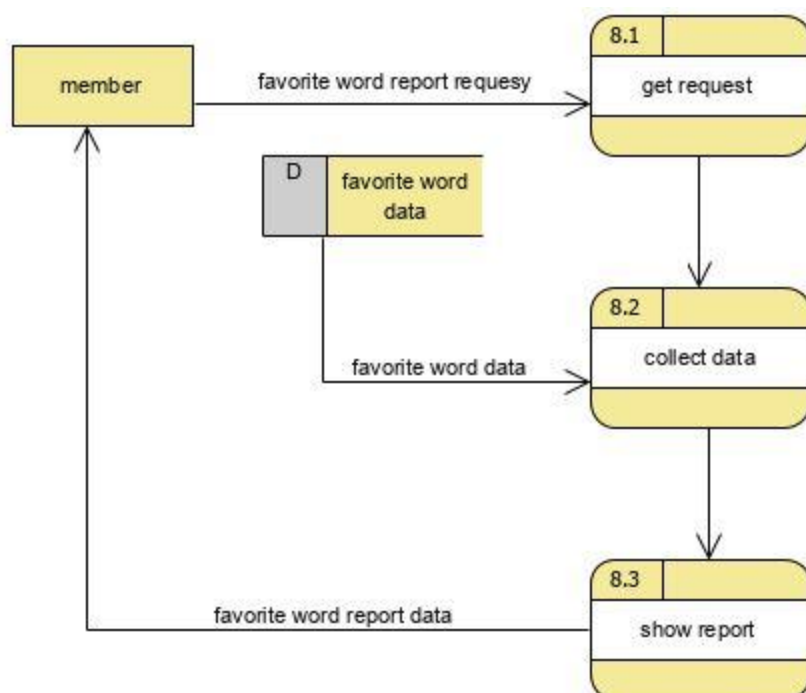 8.1
member
favorite word report requesy
get request
D
favorite word
data
8.2
collect data
favorite word data
8.3
favorite word report data
show report